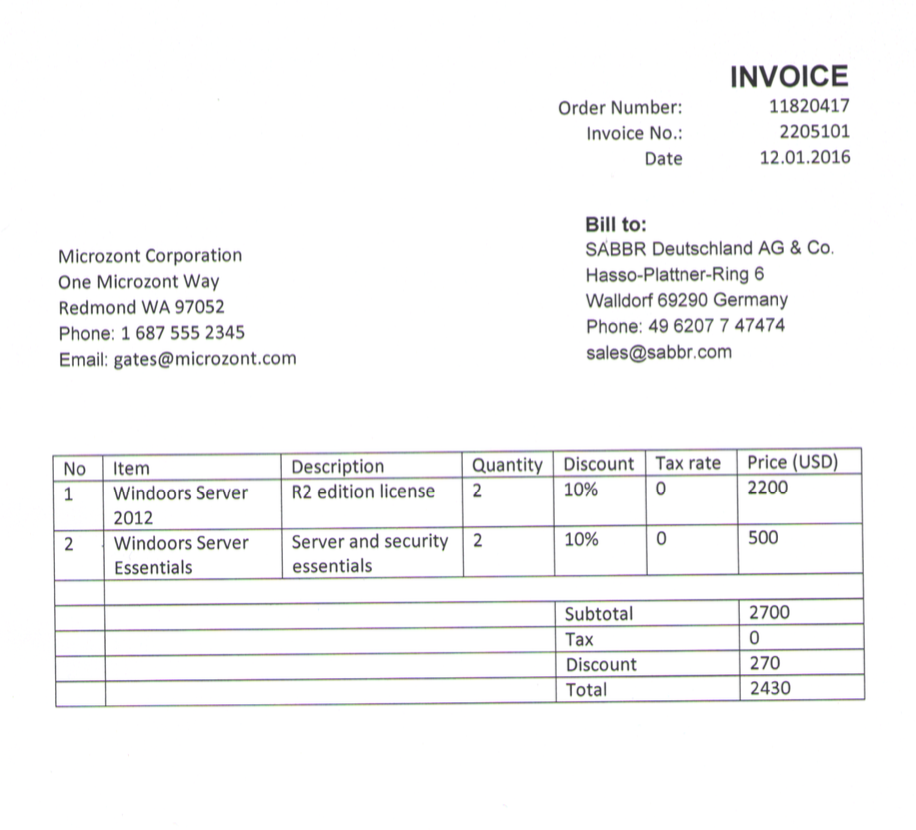 INVOICE
Order Number: 11820417
Invoice No.: 2205101
Date 12.01.2016
Microzont Corporation
One Microzont Way
Redmond WA 97052
Phone: 1 687 555 2345
Email: gates@microzont.com
Bill to:
SABBR Deutschland AG & Co.
Hasso-Plattner-Ring 6
Walldorf 69290 Germany
Phone: 49 6207 7 47474
sales@sabbr.com
No Item Description Quantity Discount Tax rate Price (USD)
1 Windoors Server R2 edition license 2 10% 0 2200
2012
2 Windoors Server Server and security 2 10% 0 500
Essentials essentials
Subtotal 2700
Tax 0
Discount 270
Total 2430